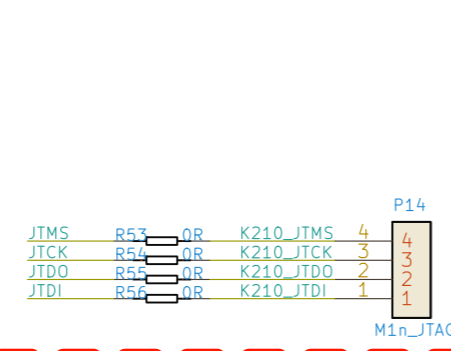 P14
JTMS R53 0R K210_JTMS 4 4
JTCK R54 0R K210_JTCK 3 3
JTDO R55 0R K210_JTDO 2 2
JTDI R56 0R K210_JTDI 1 1
M1n_JTAG